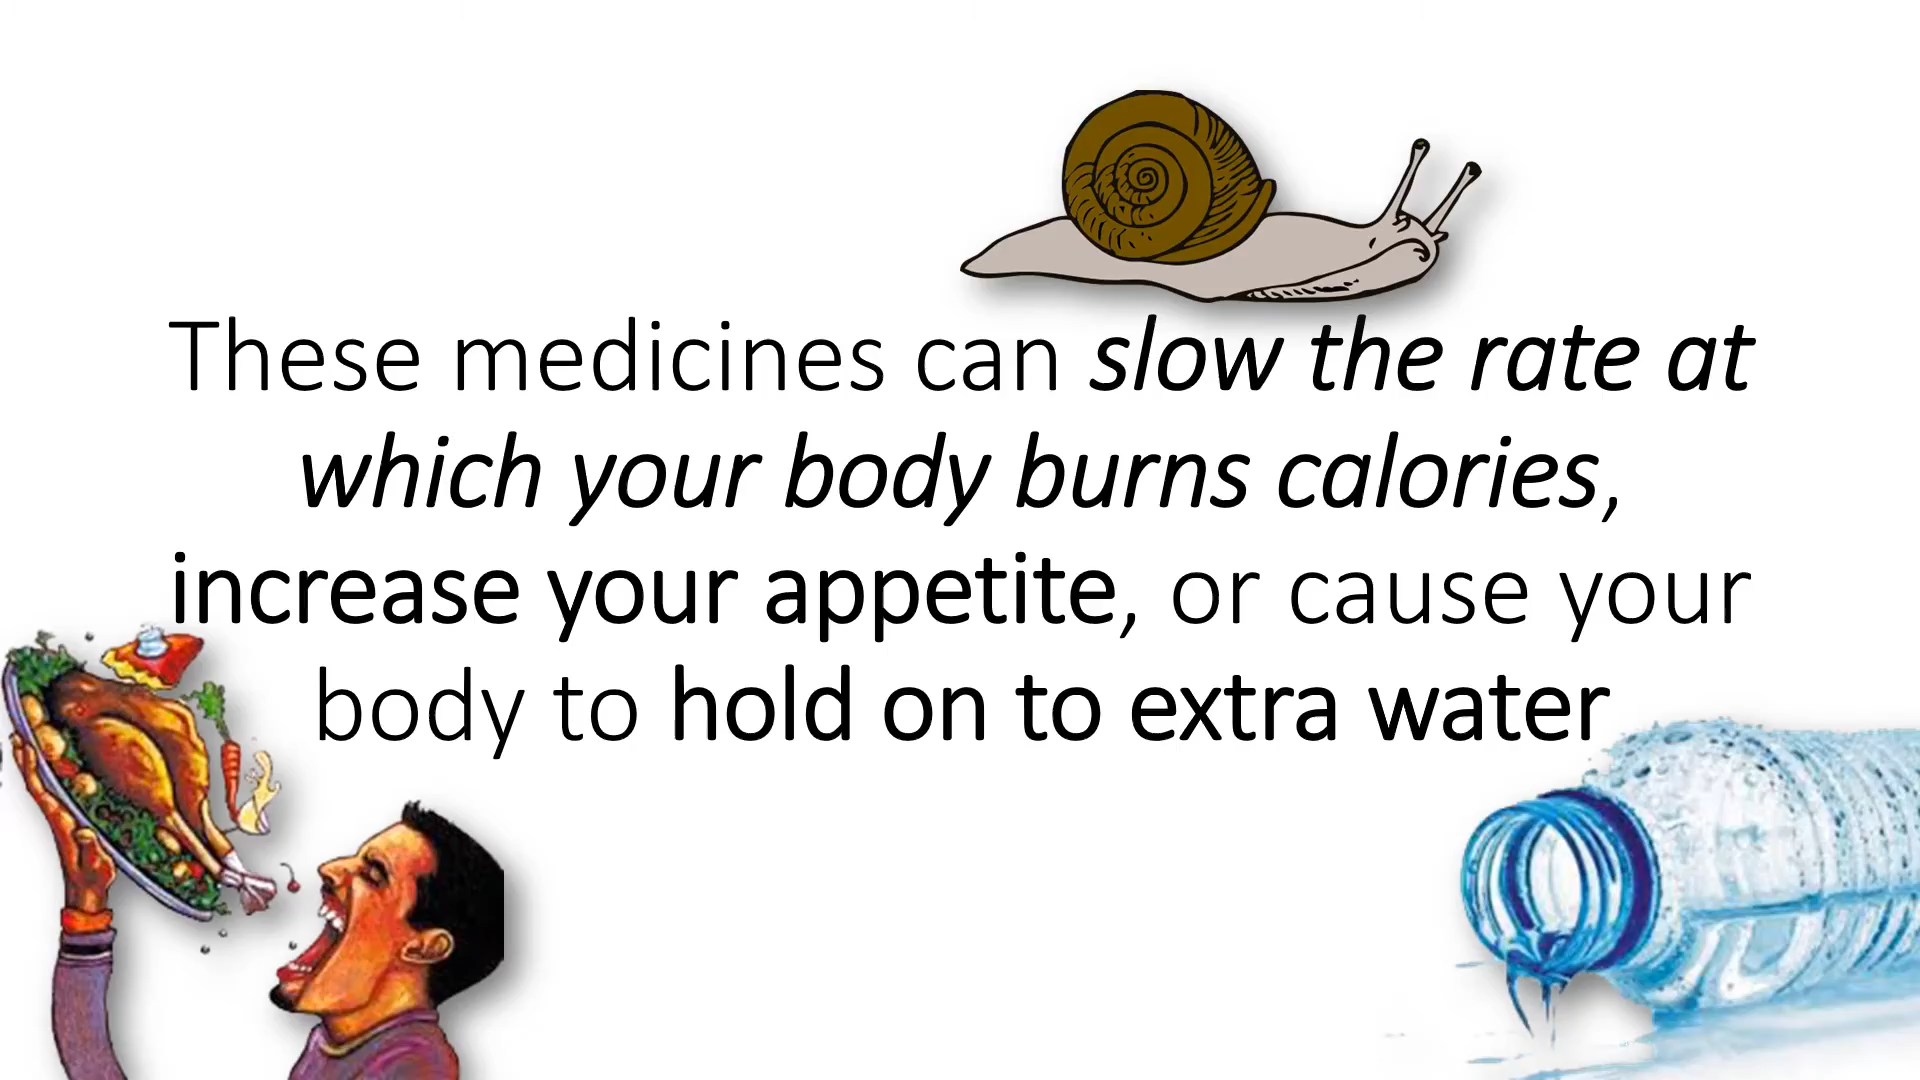 These medicines can slow the rate at
which your body burns calories,
increase your appetite, or cause your
body to hold on to extra water